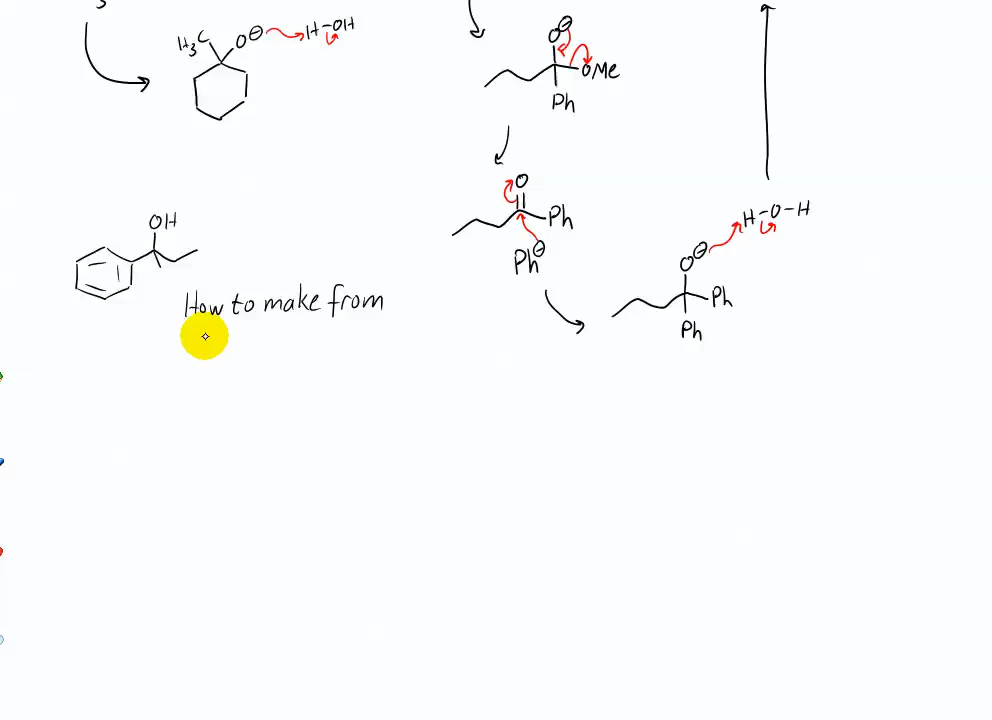 H₃C O⊖ H-OH
O⊖
OMe
Ph
O
Ph
Ph⊖
H-O-H
O⊖
Ph
Ph
OH
How to make from